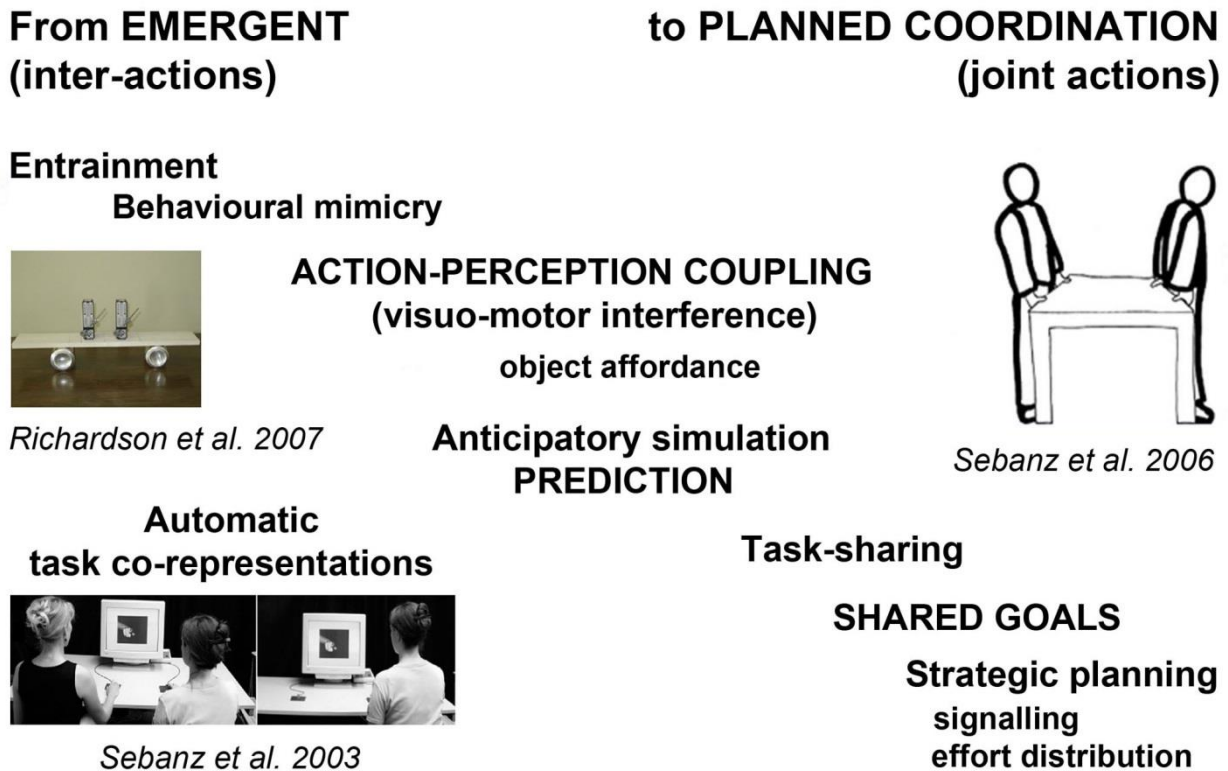 From EMERGENT
(inter-actions)
to PLANNED COORDINATION
(joint actions)
Entrainment
Behavioural mimicry
ACTION-PERCEPTION COUPLING
(visuo-motor interference)
object affordance
Richardson et al. 2007
Anticipatory simulation
PREDICTION
Sebanz et al. 2006
Automatic
task co-representations
Task-sharing
SHARED GOALS
Strategic planning
signalling
effort distribution
Sebanz et al. 2003